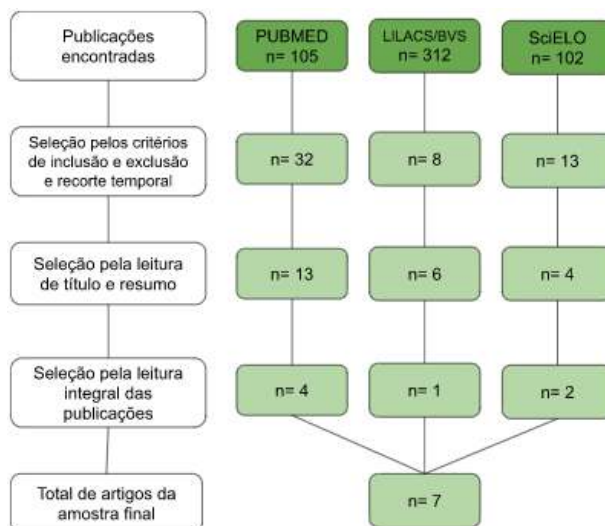 Publicações
encontradas
PUBMED
n= 105
LILACS/BVS
n= 312
SciELO
n= 102
Seleção pelos critérios
de inclusão e exclusão
e recorte temporal
n= 32
n= 8
n= 13
Seleção pela leitura
de título e resumo
n= 13
n= 6
n= 4
Seleção pela leitura
integral das
publicações
n= 4
n= 1
n= 2
Total de artigos da
amostra final
n= 7